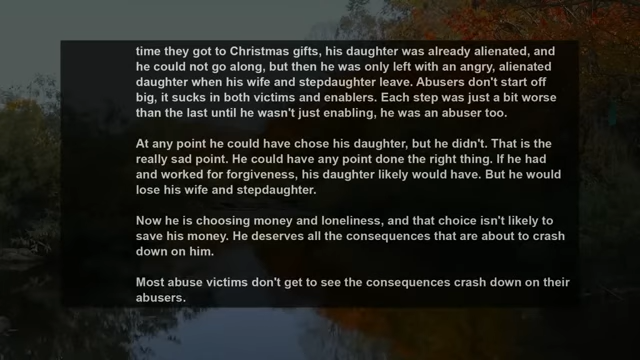 time they got to Christmas gifts, his daughter was already alienated, and
he could not go along, but then he was only left with an angry, alienated
daughter when his wife and stepdaughter leave. Abusers don't start off
big, it sucks in both victims and enablers. Each step was just a bit worse
than the last until he wasn't just enabling, he was an abuser too.
At any point he could have chose his daughter, but he didn't. That is the
really sad point. He could have any point done the right thing. If he had
and worked for forgiveness, his daughter likely would have. But he would
lose his wife and stepdaughter.
Now he is choosing money and loneliness, and that choice isn't likely to
save his money. He deserves all the consequences that are about to crash
down on him.
Most abuse victims don't get to see the consequences crash down on their
abusers.